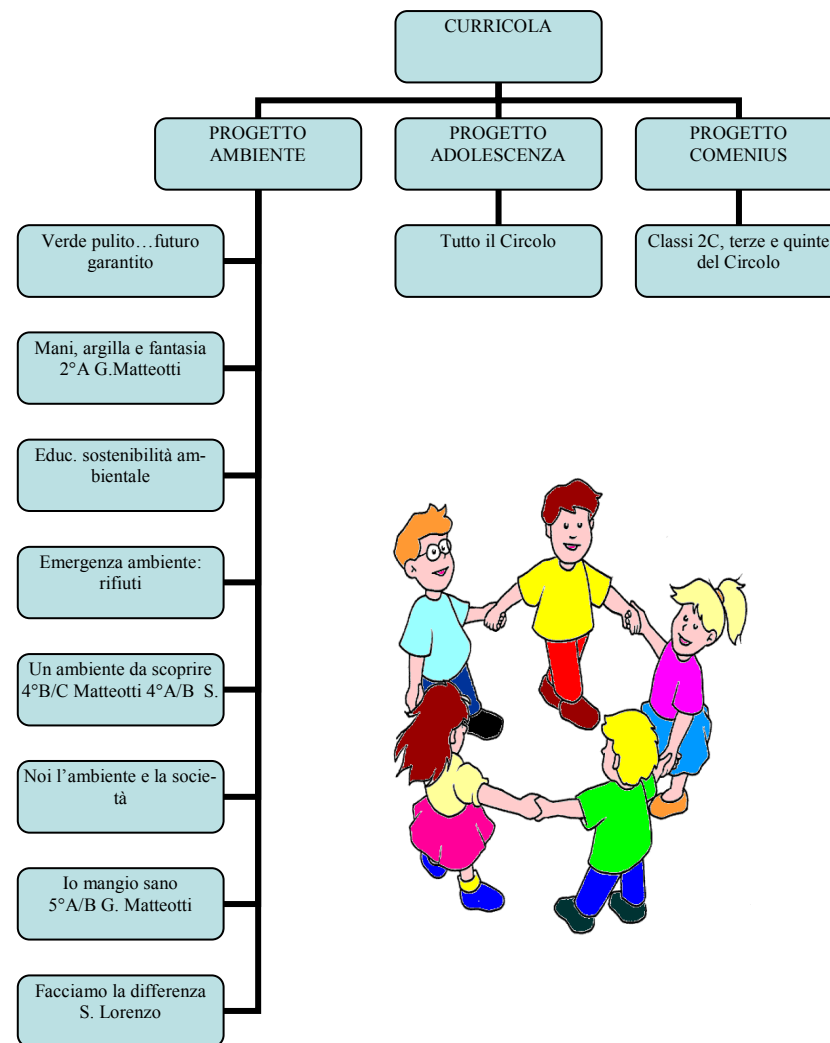 CURRICOLA
PROGETTO
AMBIENTE
PROGETTO
ADOLESCENZA
PROGETTO
COMENIUS
Tutto il Circolo
Classi 2C, terze e quinte
del Circolo
Verde pulito…futuro
garantito
Mani, argilla e fantasia
2°A G.Matteotti
Educ. sostenibilità am-
bientale
Emergenza ambiente:
rifiuti
Un ambiente da scoprire
4°B/C Matteotti 4°A/B S.
Noi l’ambiente e la socie-
tà
Io mangio sano
5°A/B G. Matteotti
Facciamo la differenza
S. Lorenzo